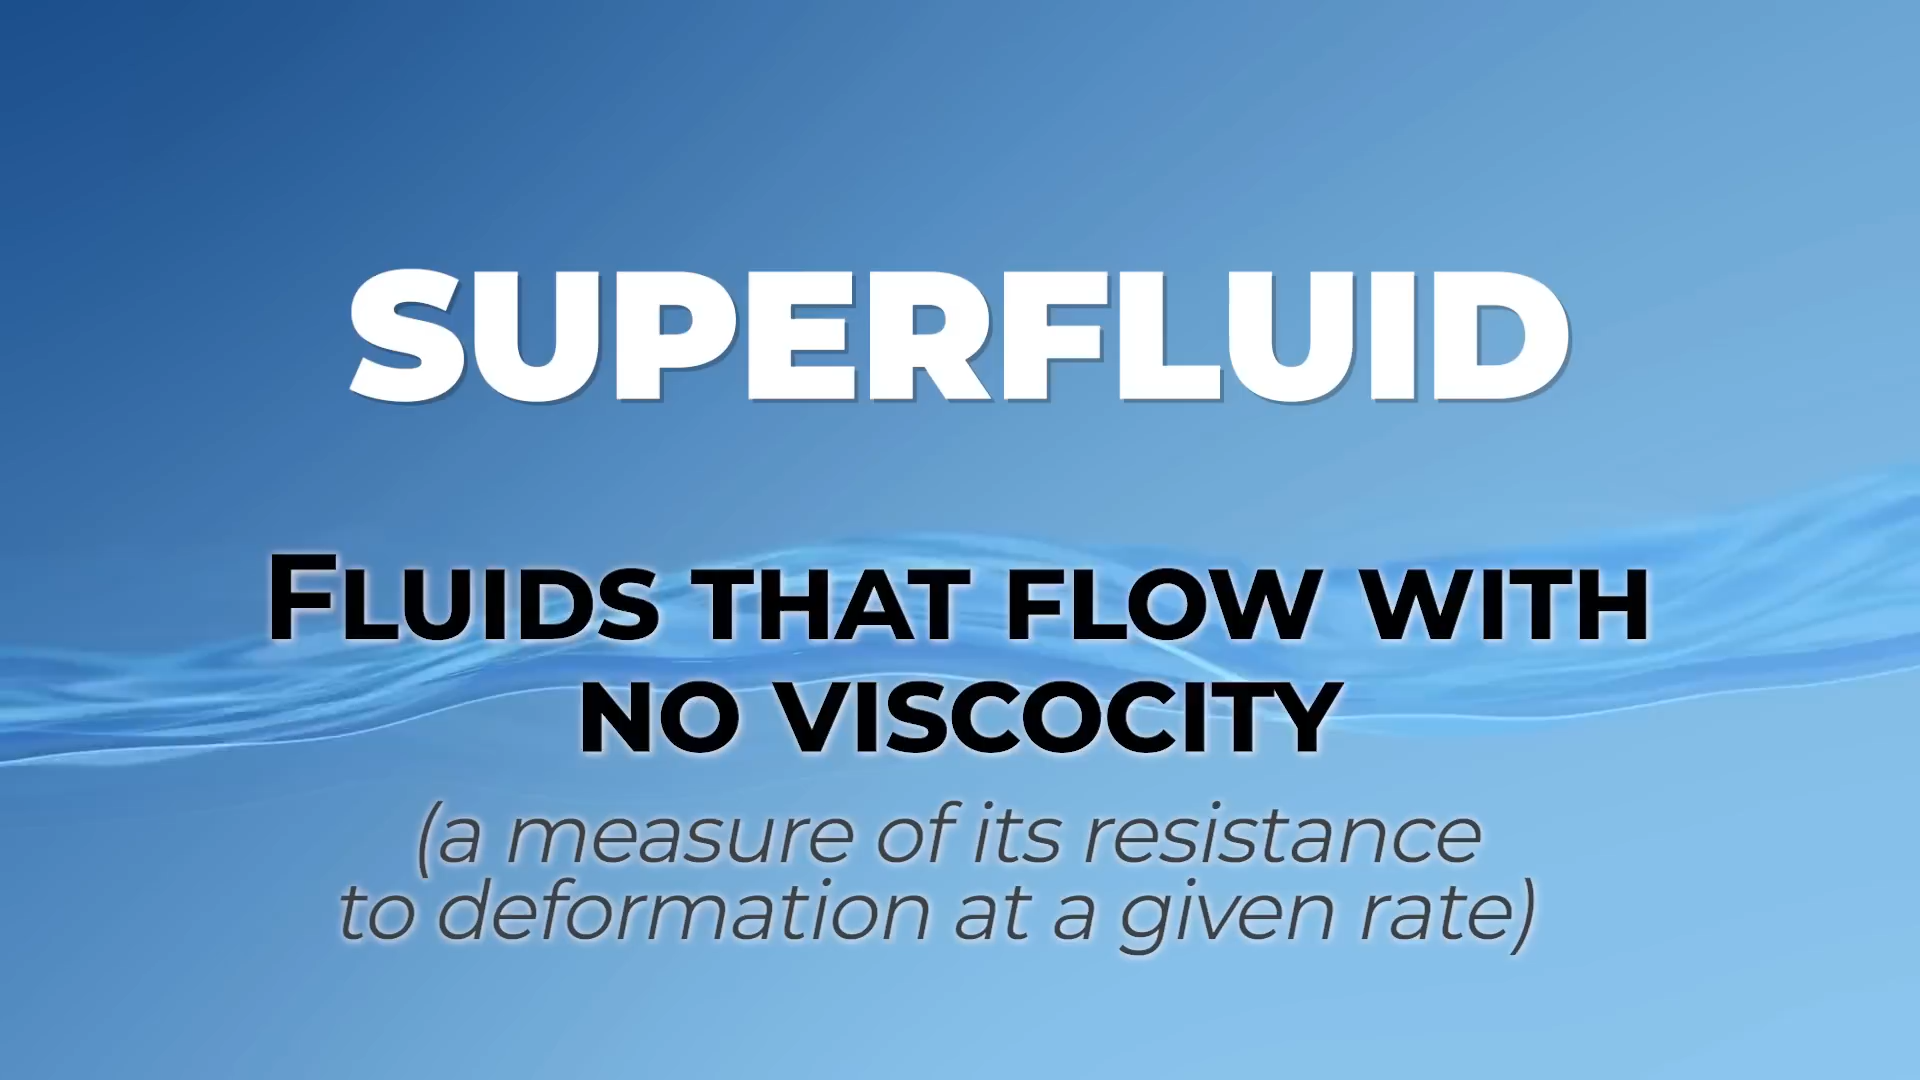 SUPERFLUID
FLUIDS THAT FLOW WITH
NO VISCOCITY
(a measure of its resistance
to deformation at a given rate)